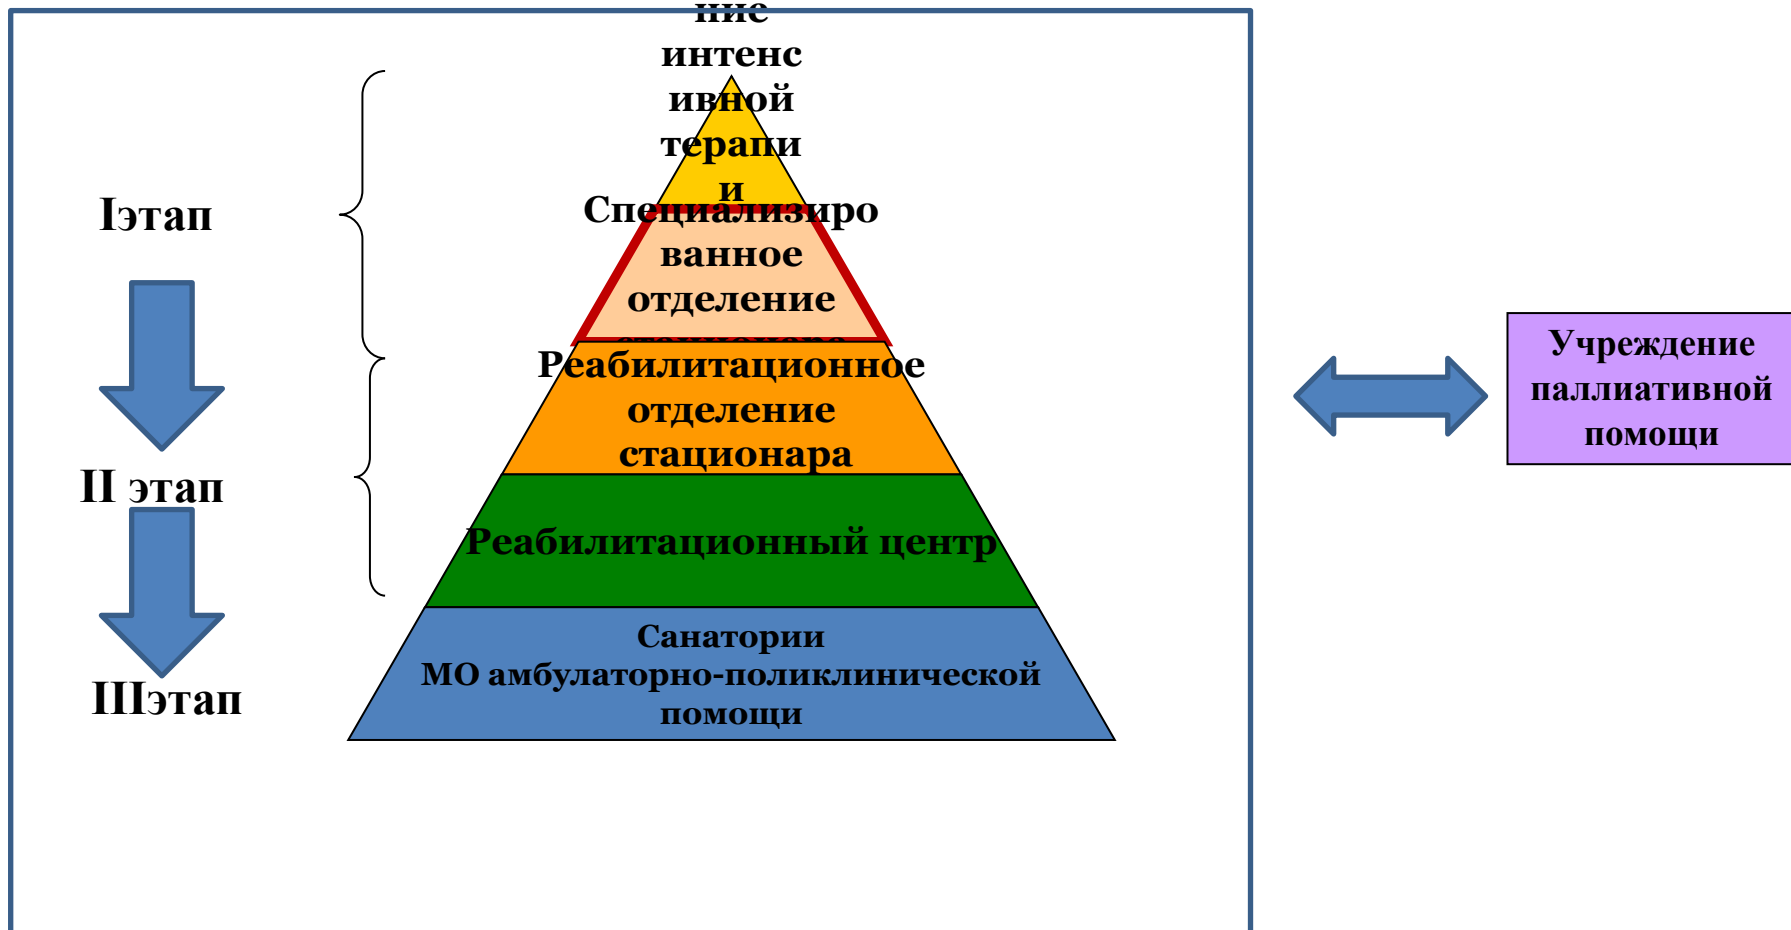 ние
интенс
ивной
терапи
и
Iэтап
Специализиро
ванное
отделение
Реабилитационное
отделение
стационара
II этап
Реабилитационный центр
Санатории
МО амбулаторно-поликлинической
помощи
IIIэтап
Учреждение
паллиативной
помощи